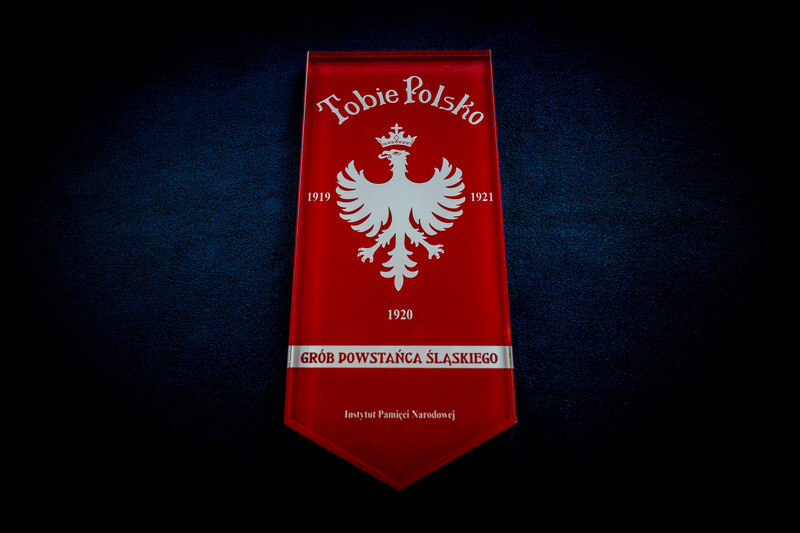 Tobie Polsko
1919
1921
1920
GRÓB POWSTAŃCA ŚLĄSKIEGO
Instytut Pamięci Narodowej